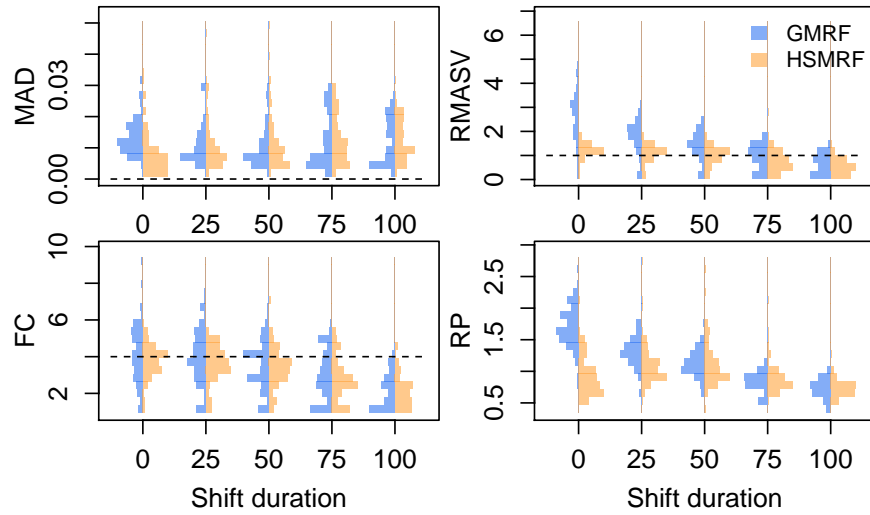 MAD
0.00 0.03
0 25 50 75 100
RMASV
0 2 4 6
GMRF
HSMRF
0 25 50 75 100
FC
2 6 10
0 25 50 75 100
Shift duration
RP
0.5 1.5 2.5
0 25 50 75 100
Shift duration